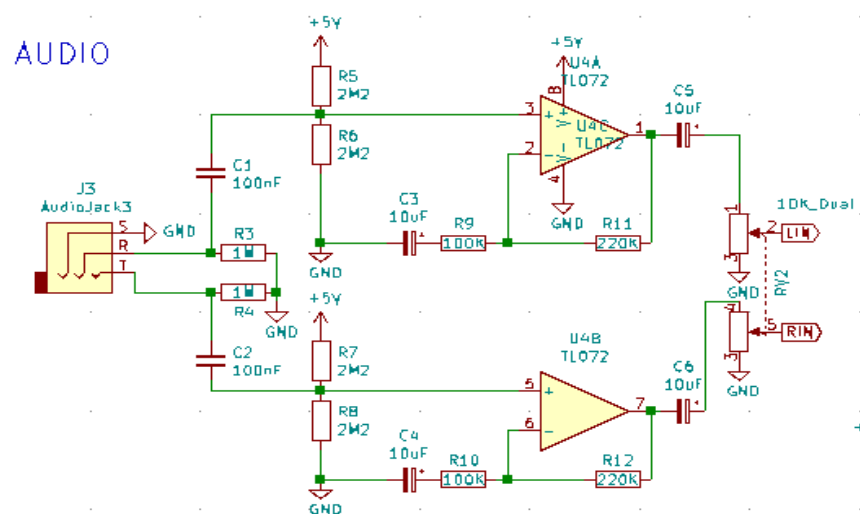 AUDIO
+5V
R5
2M2
R6
2M2
C1
100nF
+5V
U4A
TL072
8
3
+
V+
U4C
TL072
1
2
-
V-
4
GND
C5
10uF
J3
AudioJack3
S
R
T
GND
R3
1M
R4
1M
GND
C3
10uF
R9
100K
R11
220K
GND
10K_Dual
1
2
LIN
3
GND
RV2
4
5
RIN
3
GND
+5V
R7
2M2
R8
2M2
C2
100nF
U4B
TL072
5
+
6
-
7
C6
10uF
C4
10uF
R10
100K
R12
220K
GND